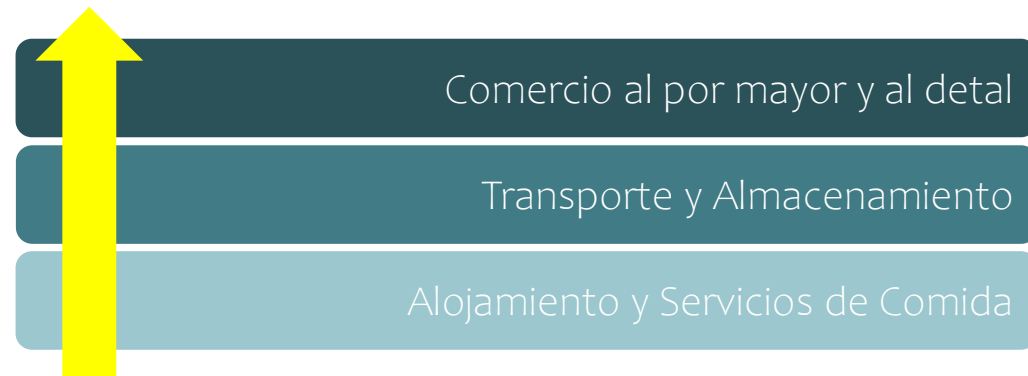 Comercio al por mayor y al detal
Transporte y Almacenamiento
Alojamiento y Servicios de Comida